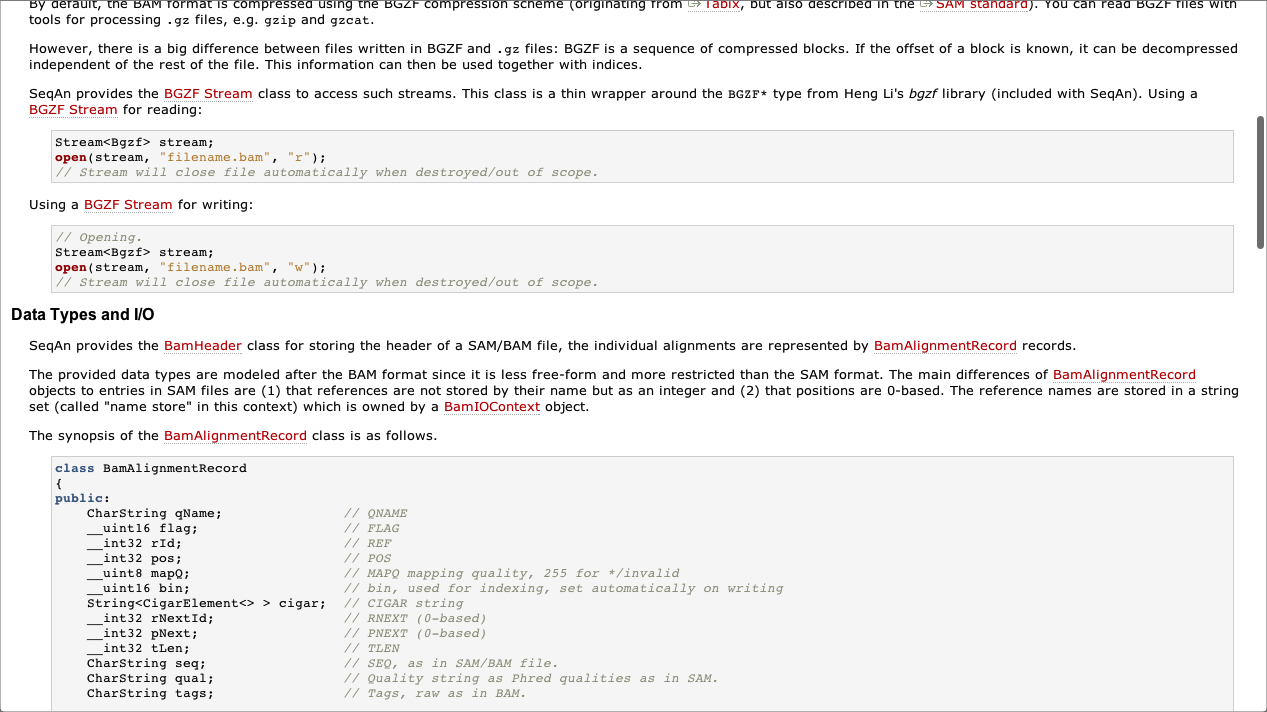 By default, the BAM format is compressed using the BGZF compression scheme (originating from Tabix, but also described in the SAM standard). You can read BGZF files with
tools for processing .gz files, e.g. gzip and gzcat.
However, there is a big difference between files written in BGZF and .gz files: BGZF is a sequence of compressed blocks. If the offset of a block is known, it can be decompressed
independent of the rest of the file. This information can then be used together with indices.
SeqAn provides the BGZF Stream class to access such streams. This class is a thin wrapper around the BGZF* type from Heng Li's bgzf library (included with SeqAn). Using a
BGZF Stream for reading:
Stream<Bgzf> stream;
open(stream, "filename.bam", "r");
// Stream will close file automatically when destroyed/out of scope.
Using a BGZF Stream for writing:
// Opening.
Stream<Bgzf> stream;
open(stream, "filename.bam", "w");
// Stream will close file automatically when destroyed/out of scope.
Data Types and I/O
SeqAn provides the BamHeader class for storing the header of a SAM/BAM file, the individual alignments are represented by BamAlignmentRecord records.
The provided data types are modeled after the BAM format since it is less free-form and more restricted than the SAM format. The main differences of BamAlignmentRecord
objects to entries in SAM files are (1) that references are not stored by their name but as an integer and (2) that positions are 0-based. The reference names are stored in a string
set (called "name store" in this context) which is owned by a BamIOContext object.
The synopsis of the BamAlignmentRecord class is as follows.
class BamAlignmentRecord
{
public:
    CharString qName;               // QNAME
    __uint16 flag;                  // FLAG
    __int32 rId;                    // REF
    __int32 pos;                    // POS
    __uint8 mapQ;                   // MAPQ mapping quality, 255 for */invalid
    __uint16 bin;                   // bin, used for indexing, set automatically on writing
    String<CigarElement<> > cigar;  // CIGAR string
    __int32 rNextId;                // RNEXT (0-based)
    __int32 pNext;                  // PNEXT (0-based)
    __int32 tLen;                   // TLEN
    CharString seq;                 // SEQ, as in SAM/BAM file.
    CharString qual;                // Quality string as Phred qualities as in SAM.
    CharString tags;                // Tags, raw as in BAM.